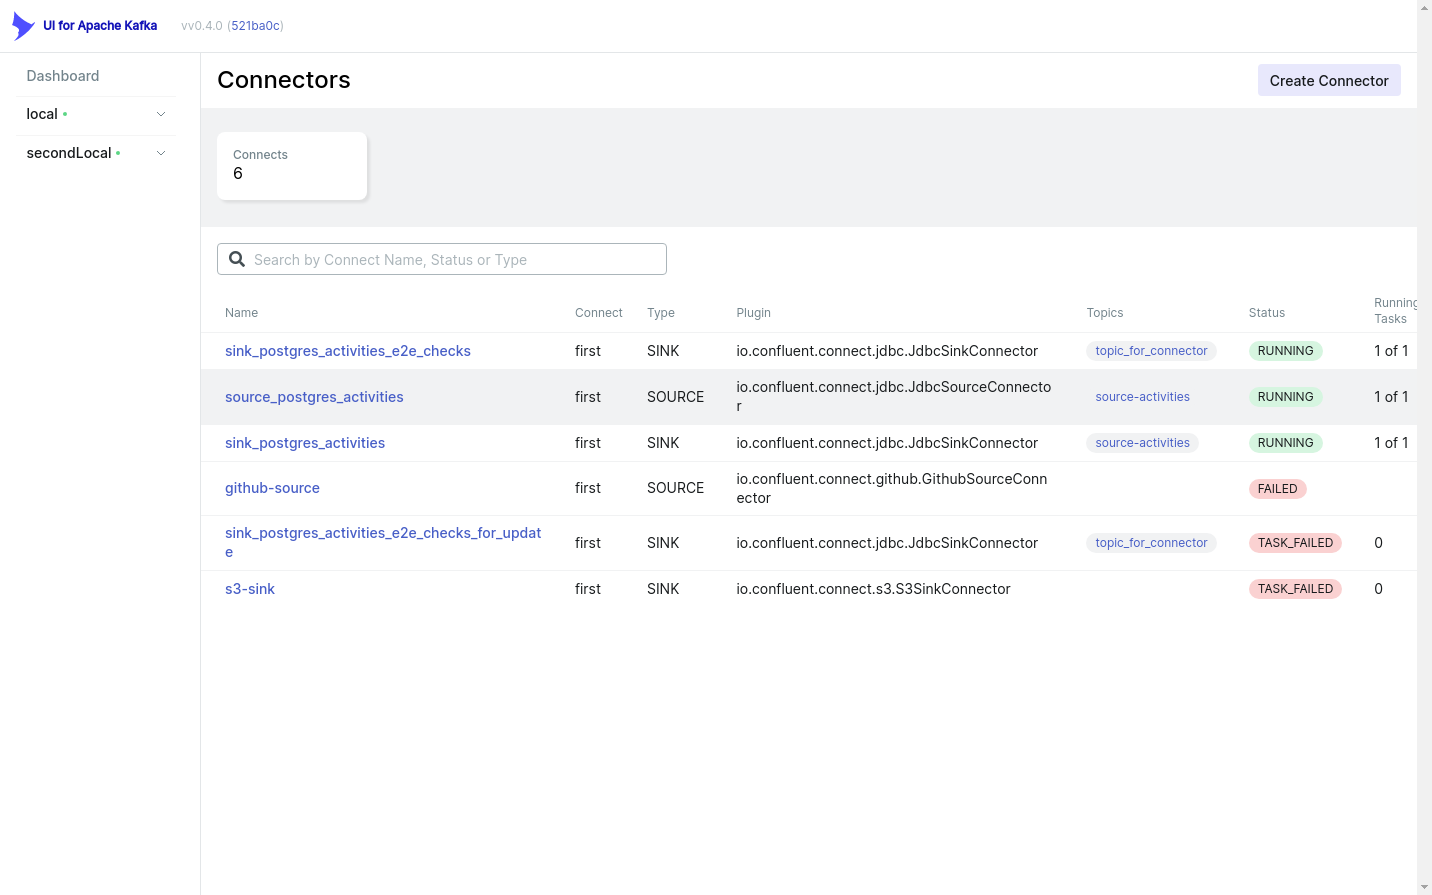 UI for Apache Kafka vv0.4.0 (521ba0c)
Dashboard
local
secondLocal
Connectors
Create Connector
Connects
6
Search by Connect Name, Status or Type
Name Connect Type Plugin Topics Status Running
Tasks
sink_postgres_activities_e2e_checks first SINK io.confluent.connect.jdbc.JdbcSinkConnector topic_for_connector RUNNING 1 of 1
source_postgres_activities first SOURCE io.confluent.connect.jdbc.JdbcSourceConnecto
r source-activities RUNNING 1 of 1
sink_postgres_activities first SINK io.confluent.connect.jdbc.JdbcSinkConnector source-activities RUNNING 1 of 1
github-source first SOURCE io.confluent.connect.github.GithubSourceConn
ector FAILED
sink_postgres_activities_e2e_checks_for_updat
e first SINK io.confluent.connect.jdbc.JdbcSinkConnector topic_for_connector TASK_FAILED 0
s3-sink first SINK io.confluent.connect.s3.S3SinkConnector TASK_FAILED 0